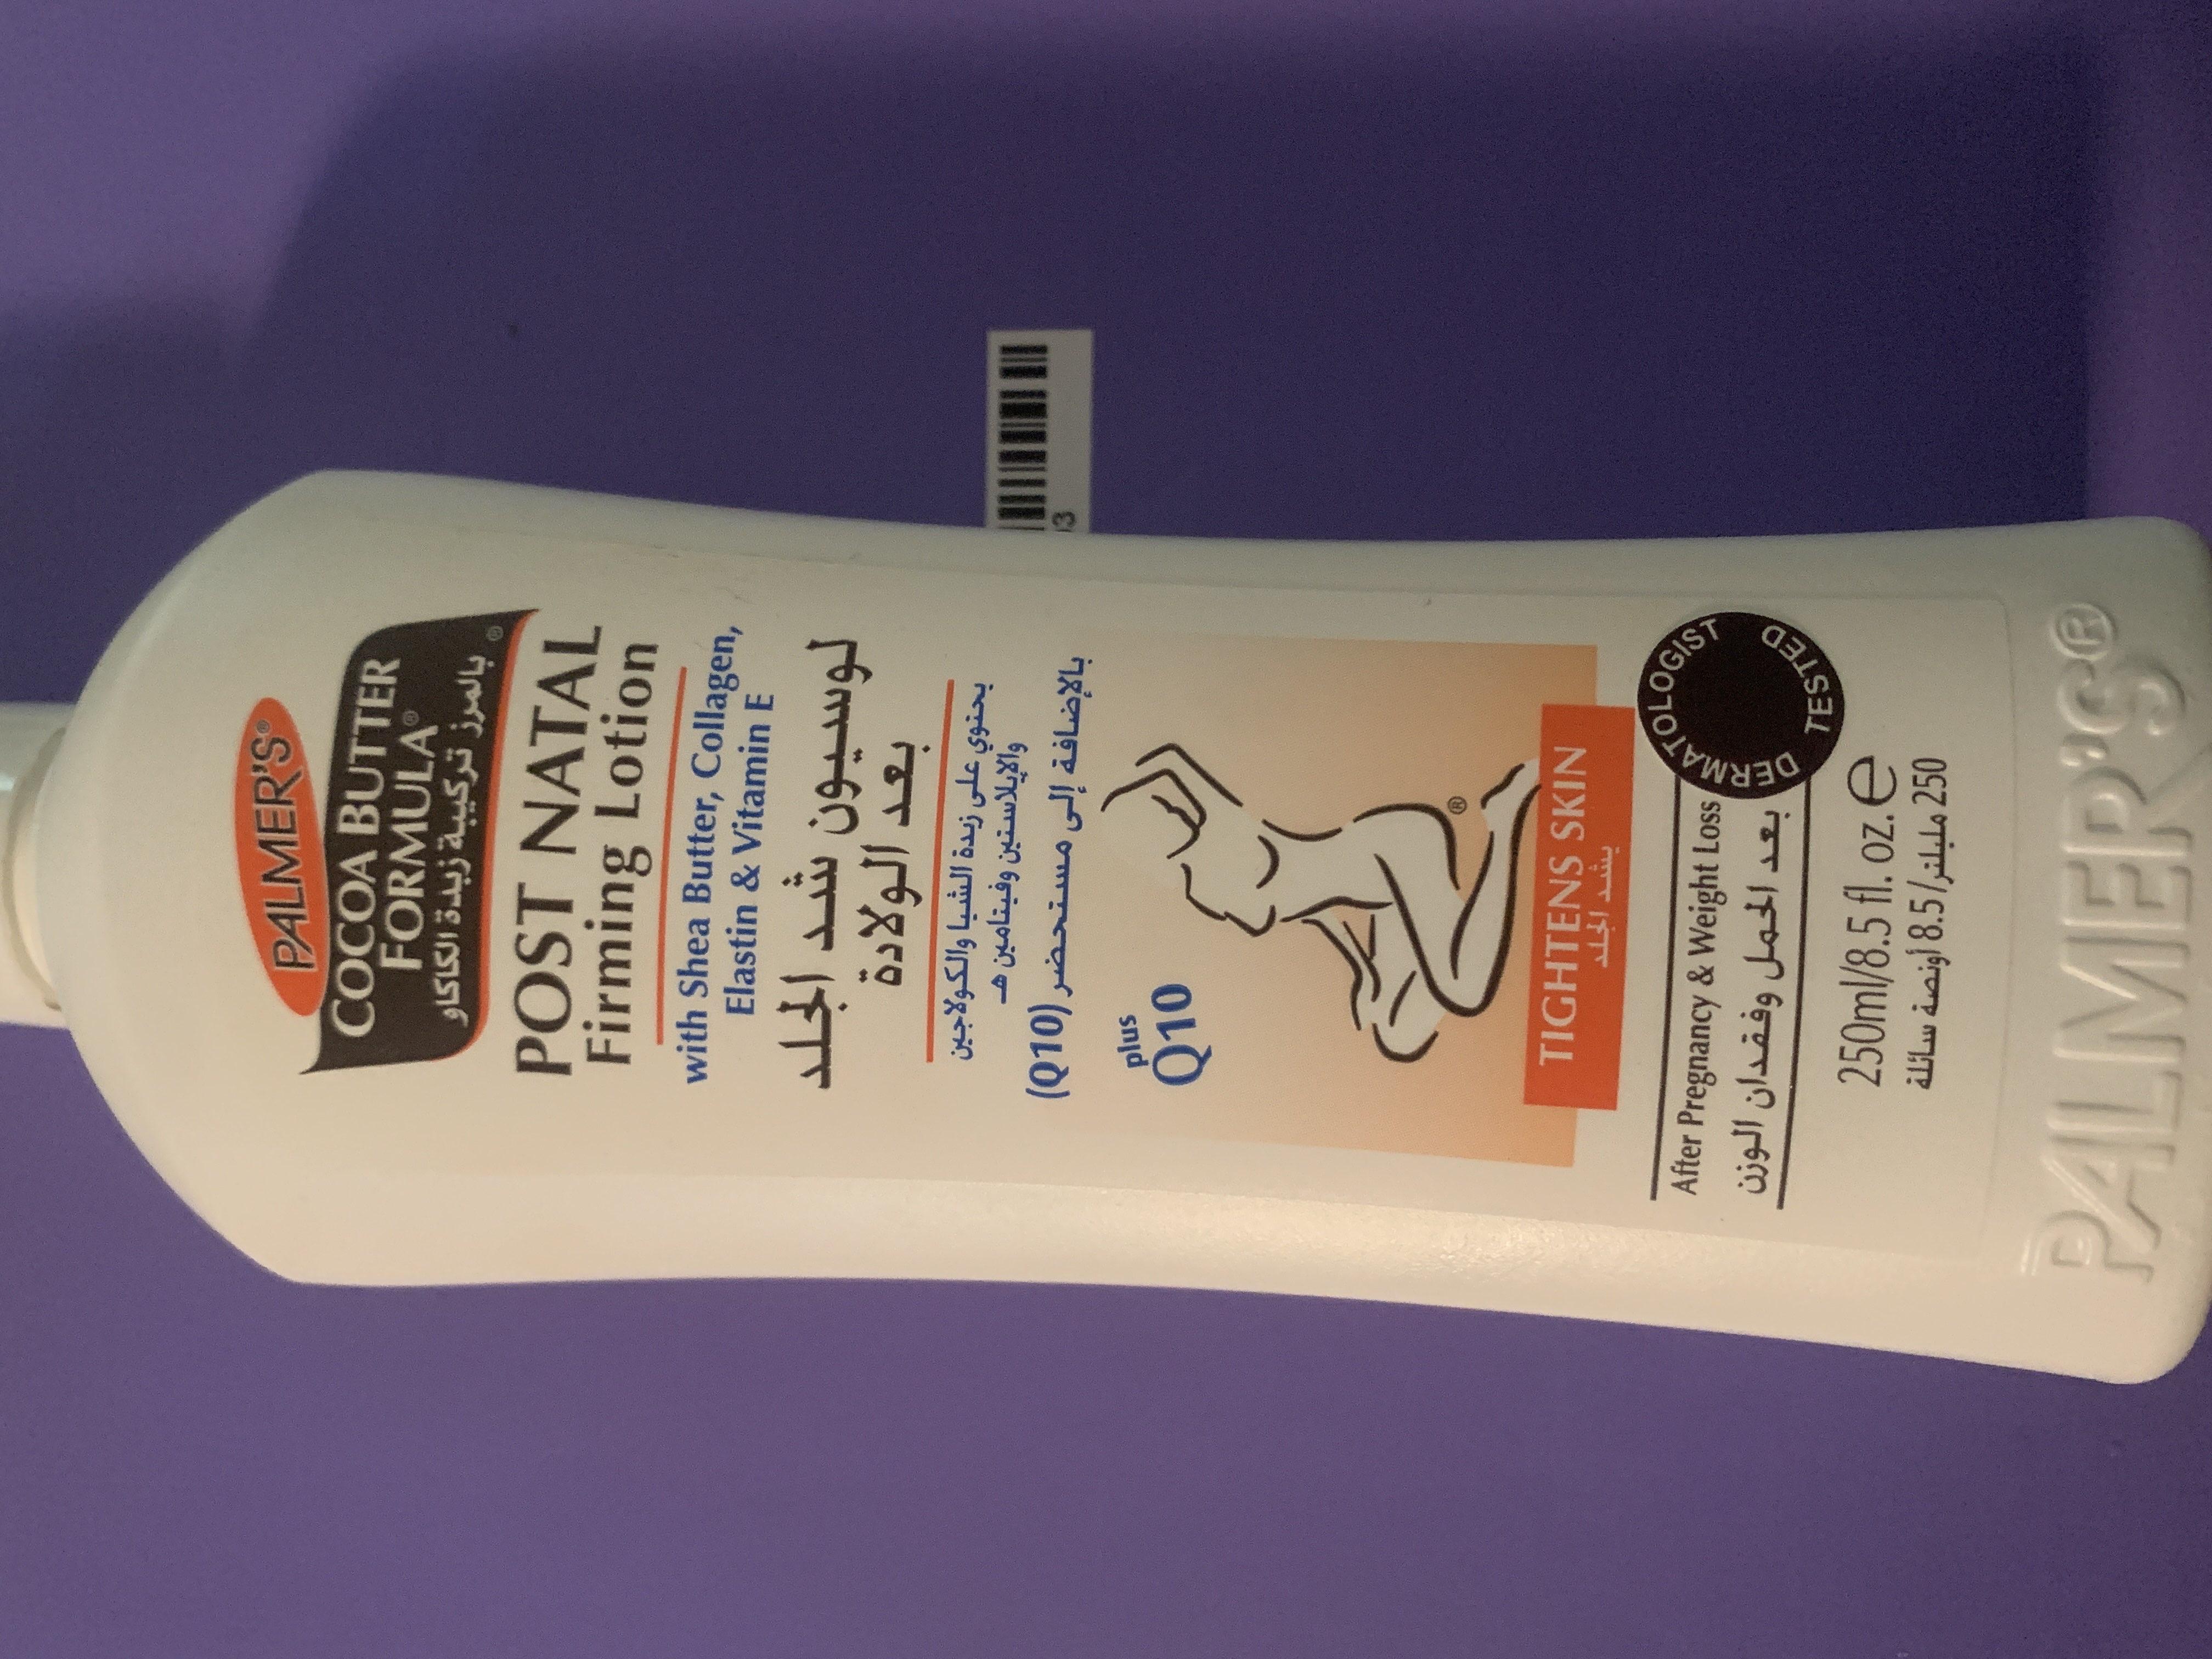 PALMER'S®
COCOA BUTTER
FORMULA®
بالمرز تركيبة زبدة الكاكاو ®
POST NATAL
Firming Lotion
with Shea Butter, Collagen,
Elastin & Vitamin E
لوسيون شد الجلد
بعد الولادة
يحتوي على زبدة الشيا والكولاجين
والإيلاستين وفيتامين هـ
بالإضافة إلى مستحضر (Q10)
plus
Q10
®
TIGHTENS SKIN
يشد الجلد
After Pregnancy & Weight Loss
بعد الحمل وفقدان الوزن
DERMATOLOGIST
TESTED
250ml/8.5 fl. oz. e
250 ملیلتر/8.5 أونصة سائلة
PALMER'S®